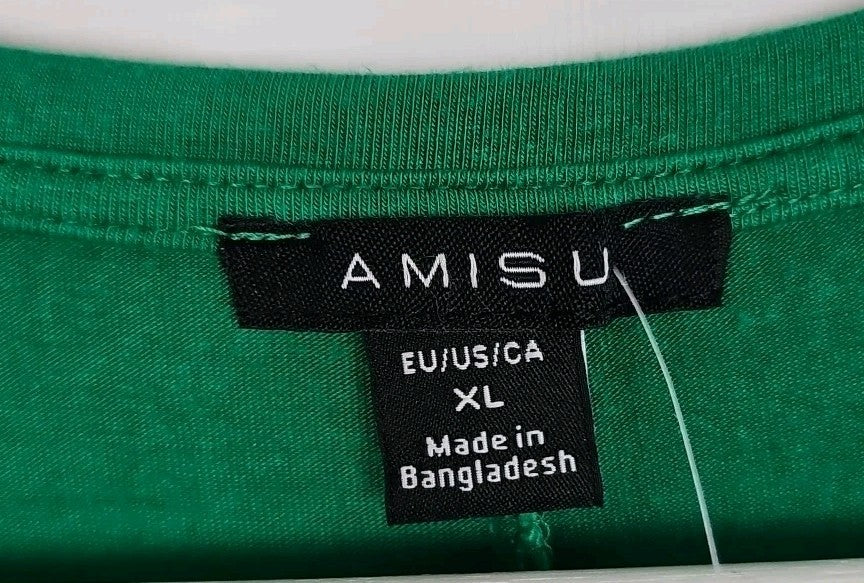 AMISU
EU/US/CA
XL
Made in
Bangladesh